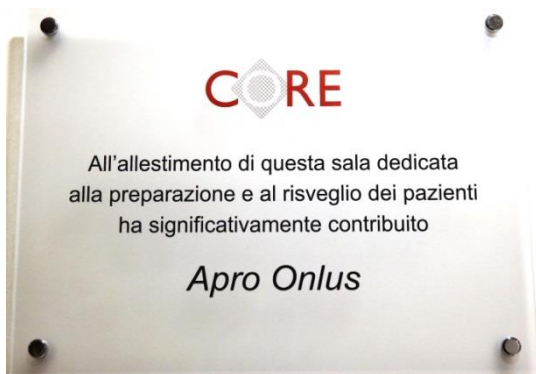 CORE
All'allestimento di questa sala dedicata
alla preparazione e al risveglio dei pazienti
ha significativamente contribuito
Apro Onlus